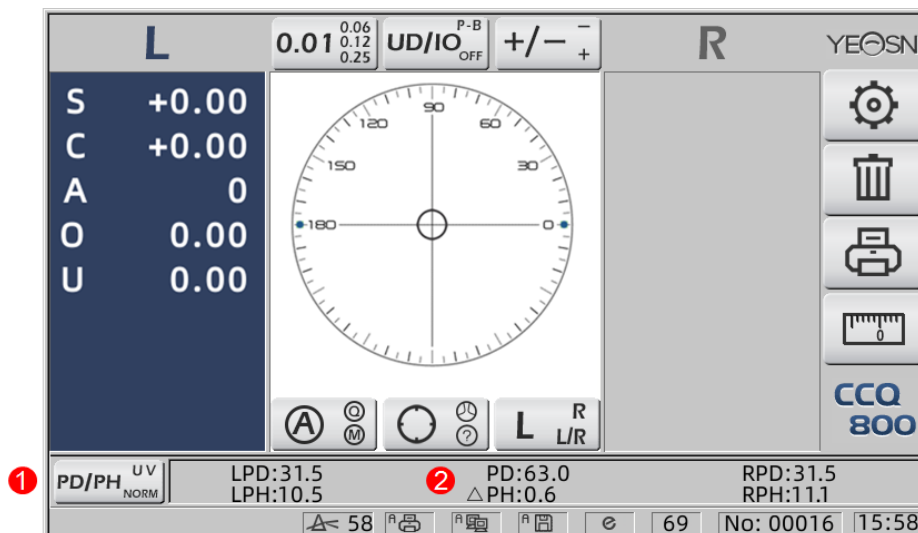 L
0.01 0.06 0.12 0.25
UD/IO P-B OFF
+/− − +
R
YEOSN
S +0.00
C +0.00
A 0
O 0.00
U 0.00
90
120 60
150 30
180 0
0
A Q M
?
L R L/R
CCQ
800
1
PD/PH UV NORM
LPD:31.5
LPH:10.5
2
PD:63.0
△PH:0.6
RPD:31.5
RPH:11.1
58 A A A e 69 No: 00016 15:58